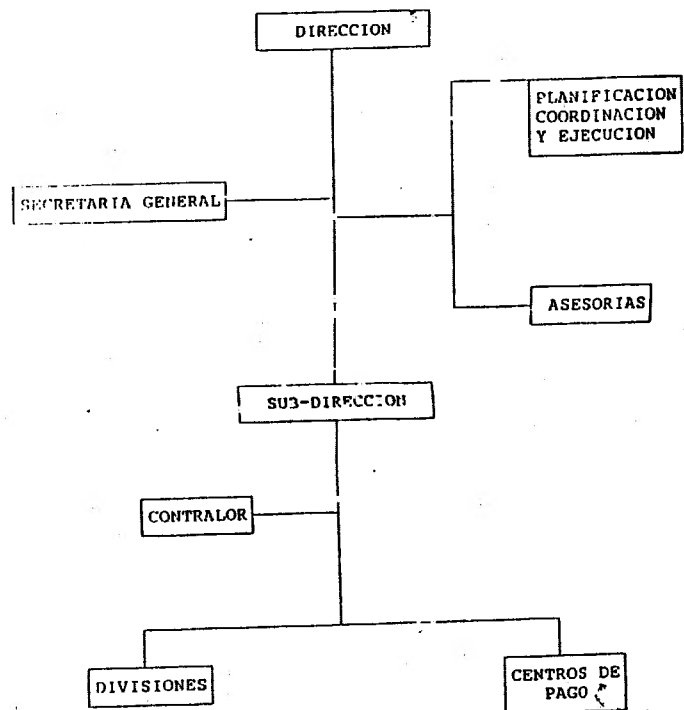 DIRECCION
PLANIFICACION
COORDINACION
Y EJECUCION
SECRETARIA GENERAL
ASESORIAS
SUB-DIRECCION
CONTRALOR
DIVISIONES
CENTROS DE
PAGO